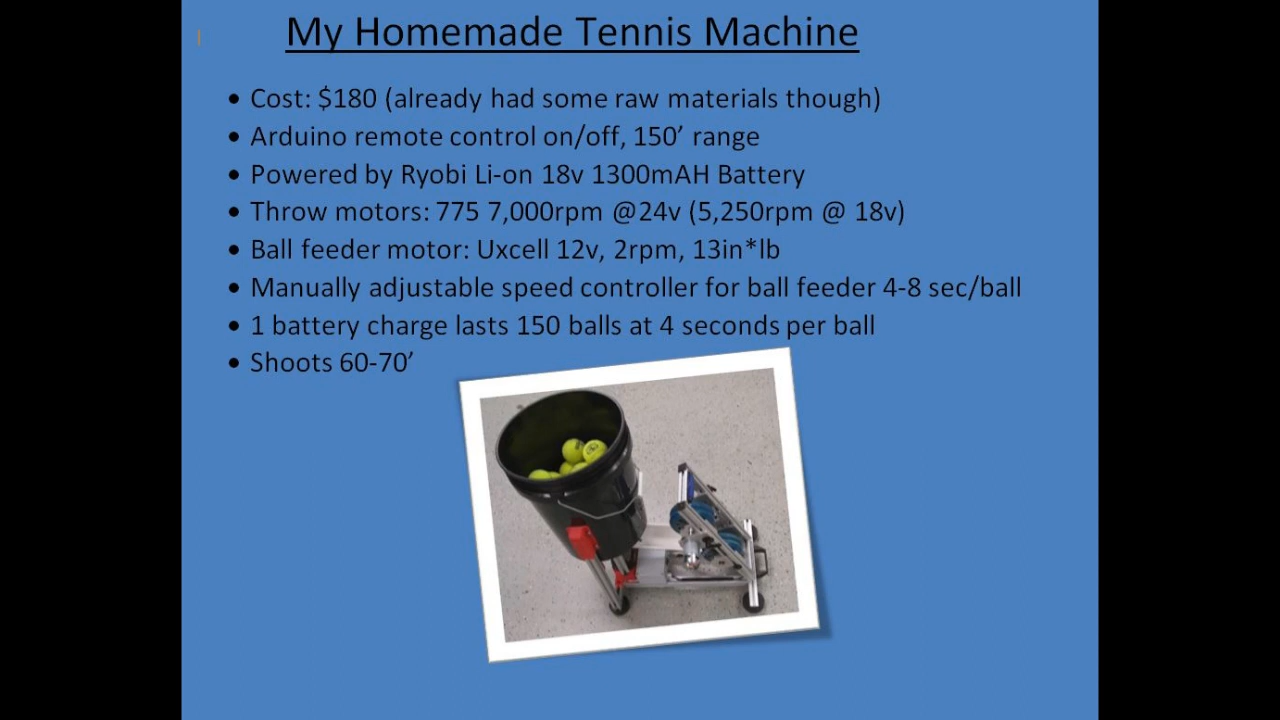 My Homemade Tennis Machine
• Cost: $180 (already had some raw materials though)
• Arduino remote control on/off, 150’ range
• Powered by Ryobi Li-on 18v 1300mAH Battery
• Throw motors: 775 7,000rpm @24v (5,250rpm @ 18v)
• Ball feeder motor: Uxcell 12v, 2rpm, 13in*lb
• Manually adjustable speed controller for ball feeder 4-8 sec/ball
• 1 battery charge lasts 150 balls at 4 seconds per ball
• Shoots 60-70’